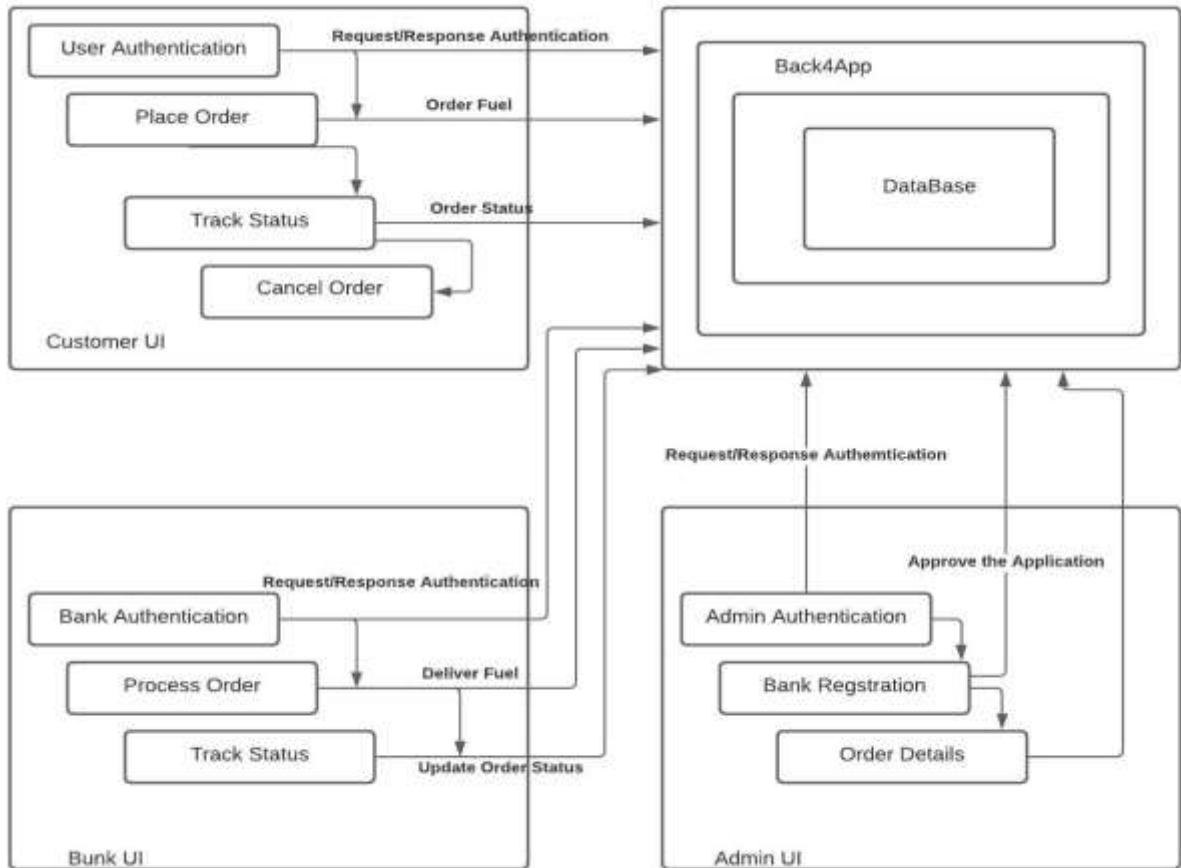 User Authentication
Request/Response Authentication
Place Order
Order Fuel
Track Status
Order Status
Cancel Order
Customer UI
Back4App
DataBase
Request/Response Authentication
Bank Authentication
Process Order
Deliver Fuel
Track Status
Update Order Status
Bunk UI
Request/Response Authemtication
Approve the Application
Admin Authentication
Bank Regstration
Order Details
Admin UI